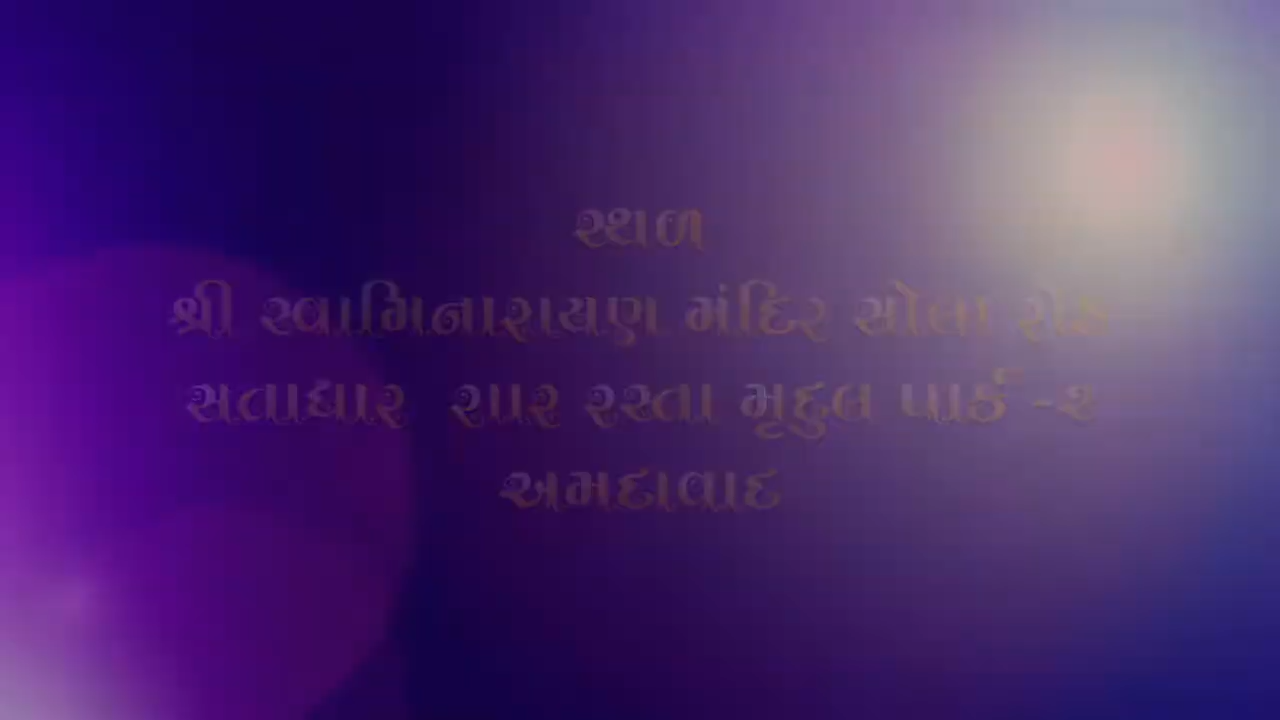 સ્થળ
શ્રી સ્વામિનારાયણ મંદિર સોલા રોડ
સતાધાર ચાર રસ્તા મૃદુલ પાર્ક -૨
અમદાવાદ